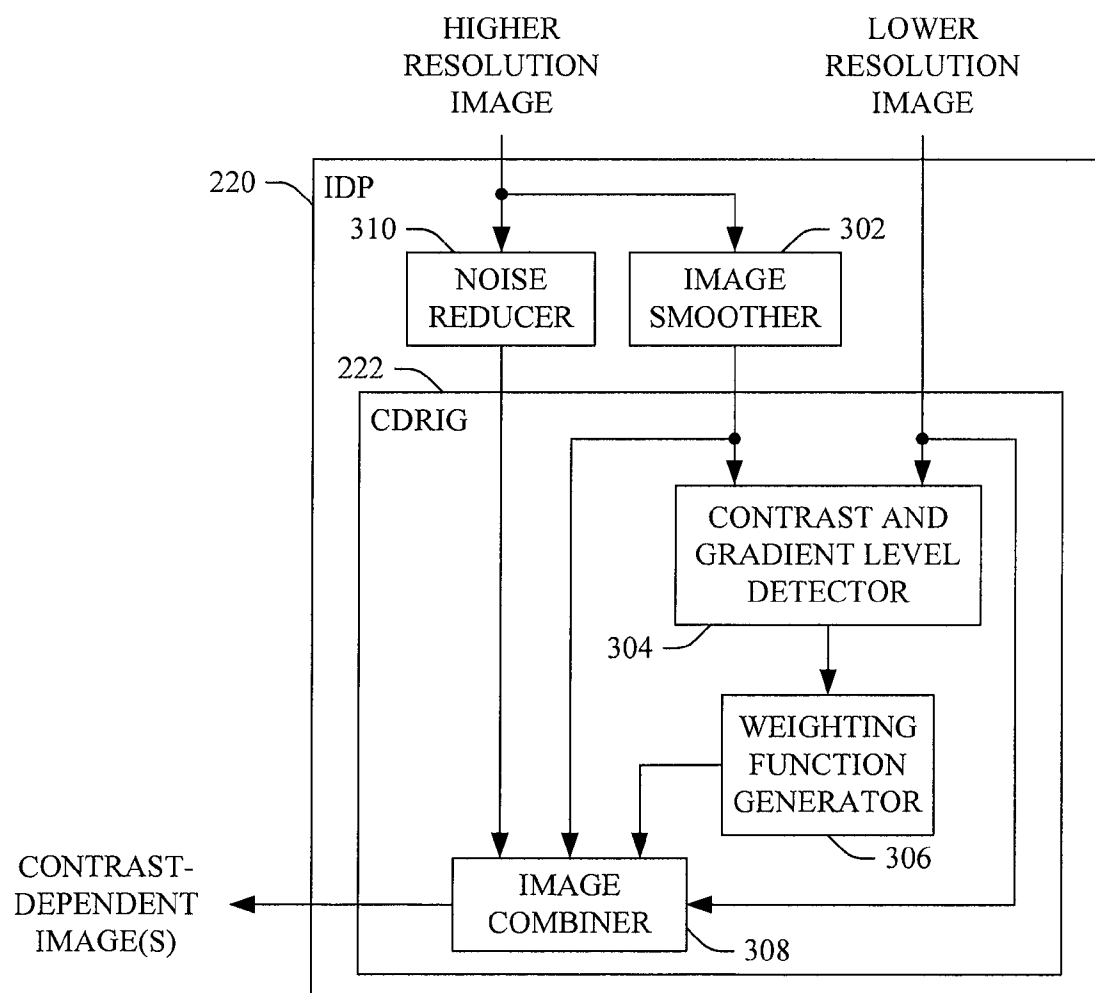 HIGHER
RESOLUTION
IMAGE
LOWER
RESOLUTION
IMAGE
220
IDP
310
302
NOISE
REDUCER
IMAGE
SMOOTHER
222
CDRIG
CONTRAST AND
GRADIENT LEVEL
DETECTOR
304
WEIGHTING
FUNCTION
GENERATOR
306
CONTRAST-
DEPENDENT
IMAGE(S)
IMAGE
COMBINER
308